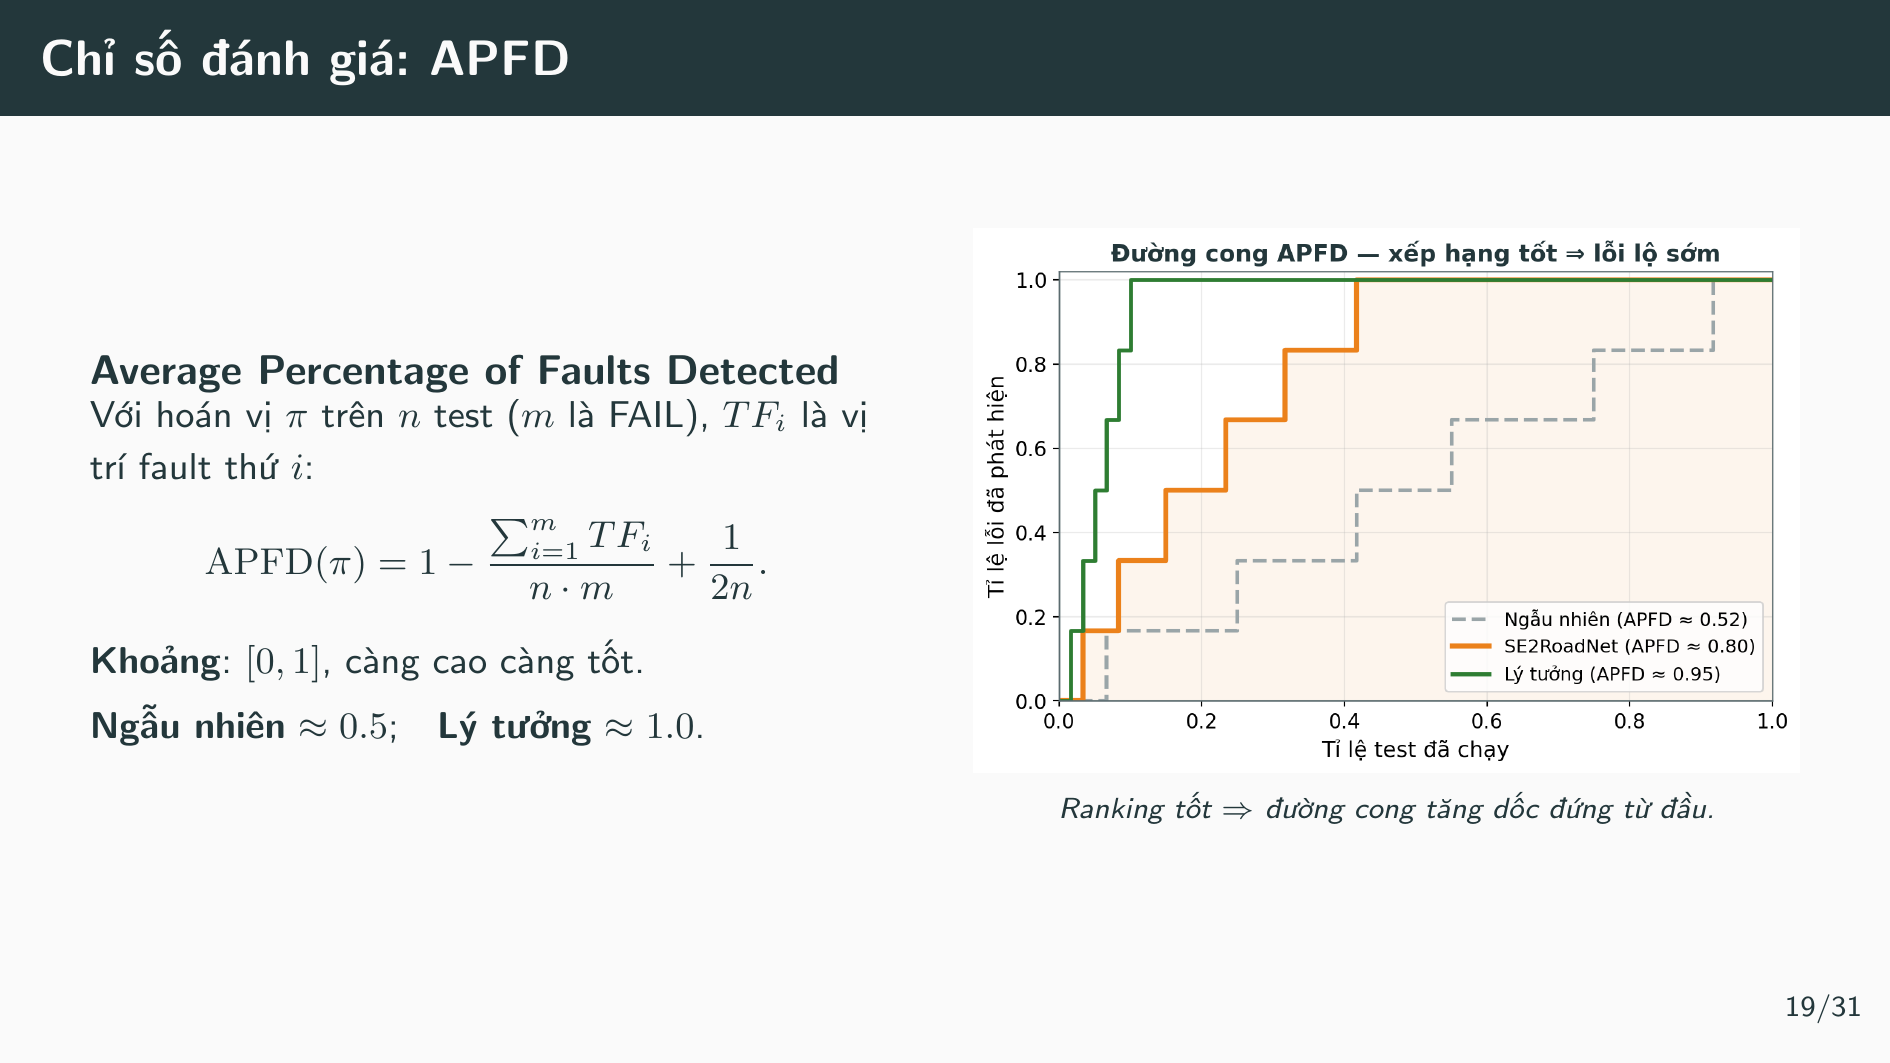 Chỉ số đánh giá: APFD
Average Percentage of Faults Detected
Với hoán vị π trên n test (m là FAIL), TF_i là vị
trí fault thứ i:
APFD(π) = 1 − \frac{\sum_{i=1}^{m} TF_i}{n · m} + \frac{1}{2n}.
Khoảng: [0, 1], càng cao càng tốt.
Ngẫu nhiên ≈ 0.5; Lý tưởng ≈ 1.0.
Đường cong APFD — xếp hạng tốt ⇒ lỗi lộ sớm
Tỉ lệ lỗi đã phát hiện
1.0
0.8
0.6
0.4
0.2
0.0
Ngẫu nhiên (APFD ≈ 0.52)
SE2RoadNet (APFD ≈ 0.80)
Lý tưởng (APFD ≈ 0.95)
0.0 0.2 0.4 0.6 0.8 1.0
Tỉ lệ test đã chạy
Ranking tốt ⇒ đường cong tăng dốc đứng từ đầu.
19/31